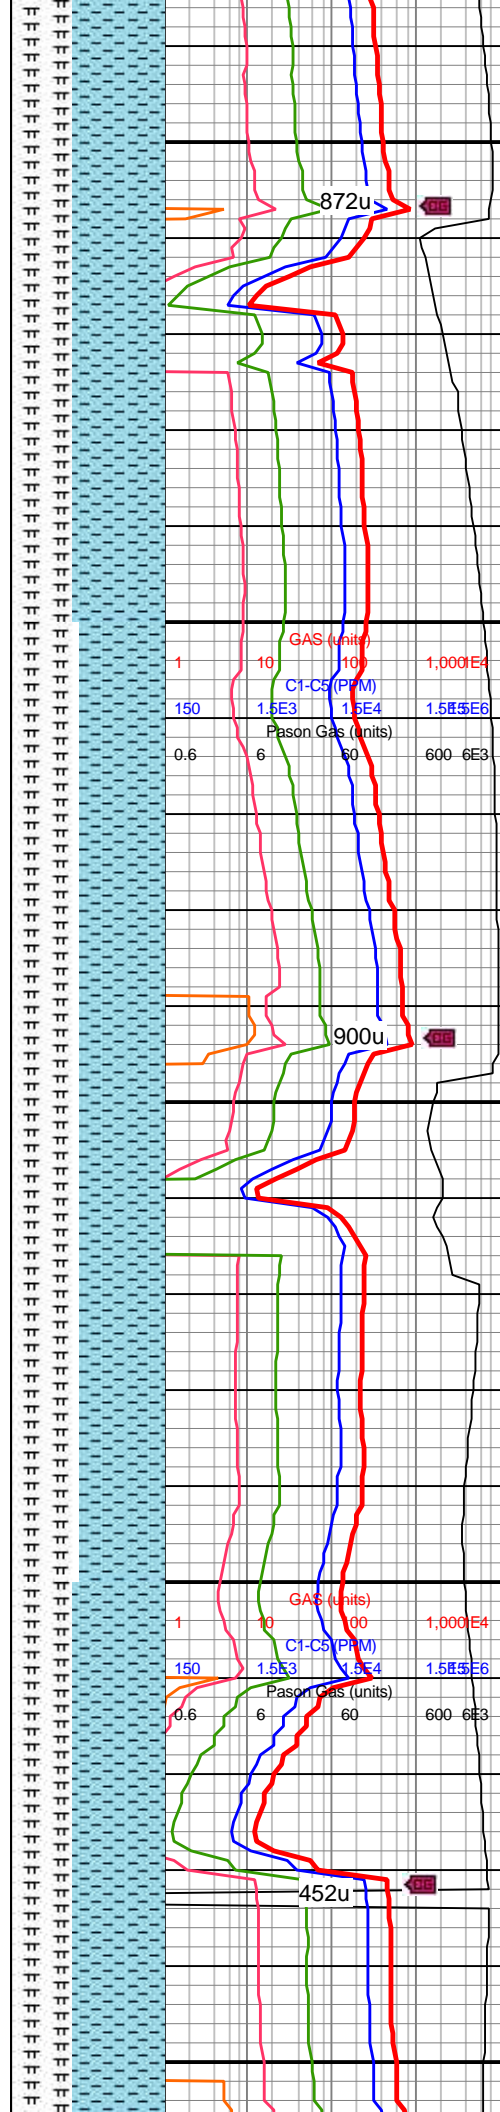 872u
CG
GAS (units)
1 10 100 1,000 1E4
C1-C5 (PPM)
150 1.5E3 1.5E4 1.5E5 1.5E6
Pason Gas (units)
0.6 6 60 600 6E3
900u
CG
GAS (units)
1 10 100 1,000 1E4
C1-C5 (PPM)
150 1.5E3 1.5E4 1.5E5 1.5E6
Pason Gas (units)
0.6 6 60 600 6E3
CG
452u